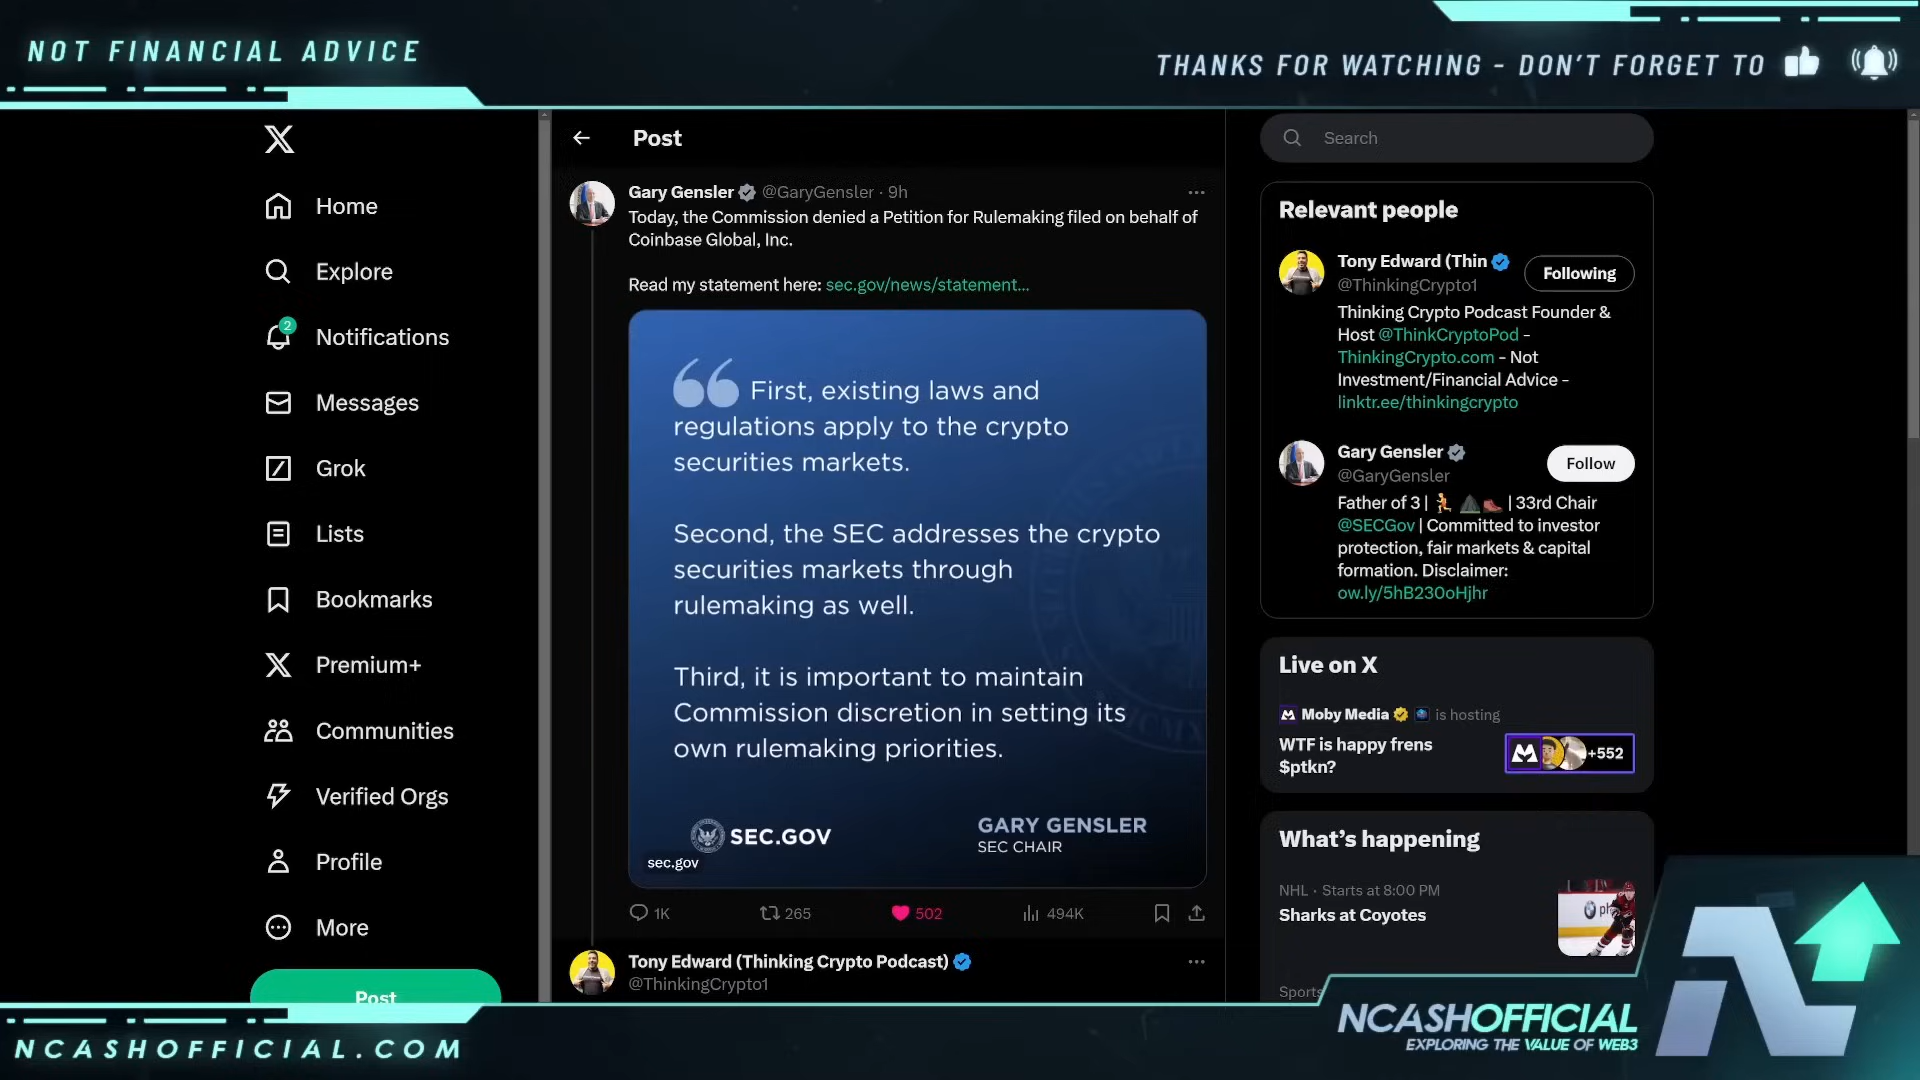 NOT FINANCIAL ADVICE
THANKS FOR WATCHING - DON'T FORGET TO
Home
Explore
2
Notifications
Messages
Grok
Lists
Bookmarks
Premium+
Communities
Verified Orgs
Profile
More
Post
Post
Gary Gensler @GaryGensler · 9h
Today, the Commission denied a Petition for Rulemaking filed on behalf of
Coinbase Global, Inc.
Read my statement here: sec.gov/news/statement...
First, existing laws and
regulations apply to the crypto
securities markets.
Second, the SEC addresses the crypto
securities markets through
rulemaking as well.
Third, it is important to maintain
Commission discretion in setting its
own rulemaking priorities.
SEC.GOV
GARY GENSLER
SEC CHAIR
sec.gov
1K 265 502 494K
Tony Edward (Thinking Crypto Podcast)
@ThinkingCrypto1
Search
Relevant people
Tony Edward (Thin
Following
@ThinkingCrypto1
Thinking Crypto Podcast Founder &
Host @ThinkCryptoPod -
ThinkingCrypto.com - Not
Investment/Financial Advice -
linktr.ee/thinkingcrypto
Gary Gensler
Follow
@GaryGensler
Father of 3 | 🏃 ⛰️🥾 | 33rd Chair
@SECGov | Committed to investor
protection, fair markets & capital
formation. Disclaimer:
ow.ly/5hB230oHjhr
Live on X
Moby Media is hosting
WTF is happy frens
$ptkn?
+552
What's happening
NHL · Starts at 8:00 PM
Sharks at Coyotes
Sports
NCASHOFFICIAL.COM
NCASHOFFICIAL
EXPLORING THE VALUE OF WEB3